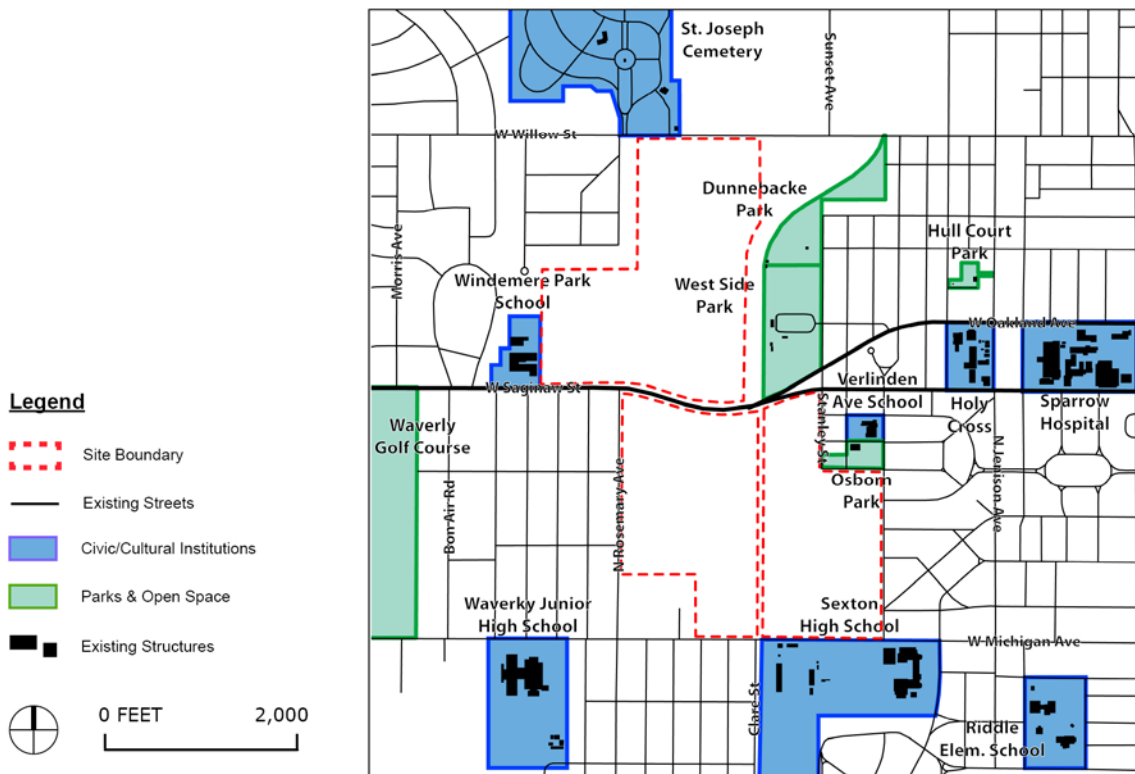 St. Joseph
Cemetery
Sunset Ave
W Willow St
Dunnebacke
Park
Hull Court
Park
Morris Ave
Windemere Park
School
West Side
Park
W Oakland Ave
W Saginaw St
Verlinden
Ave School
Holy
Cross
Sparrow
Hospital
Waverly
Golf Course
Stanley St
Osborn
Park
N Jenison Ave
Bon Air Rd
N Rosemary Ave
Waverky Junior
High School
Sexton
High School
W Michigan Ave
Clare St
Riddle
Elem. School
Legend
Site Boundary
Existing Streets
Civic/Cultural Institutions
Parks & Open Space
Existing Structures
0 FEET 2,000